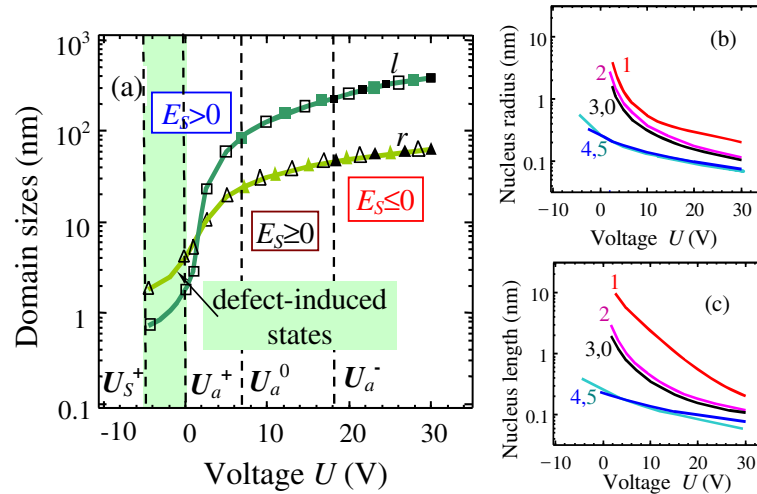 (a)
Domain sizes (nm)
10³
10²
10
1
0.1
E_S>0
l
r
E_S≤0
E_S≥0
defect-induced
states
U_S⁺
U_a⁺
U_a⁰
U_a⁻
-10
0
10
20
30
Voltage U (V)
(b)
Nucleus radius (nm)
10
1
0.1
1
2
3,0
4,5
−10
0
10
20
30
Voltage U (V)
(c)
Nucleus length (nm)
10
1
0.1
1
2
3,0
4,5
−10
0
10
20
30
Voltage U (V)